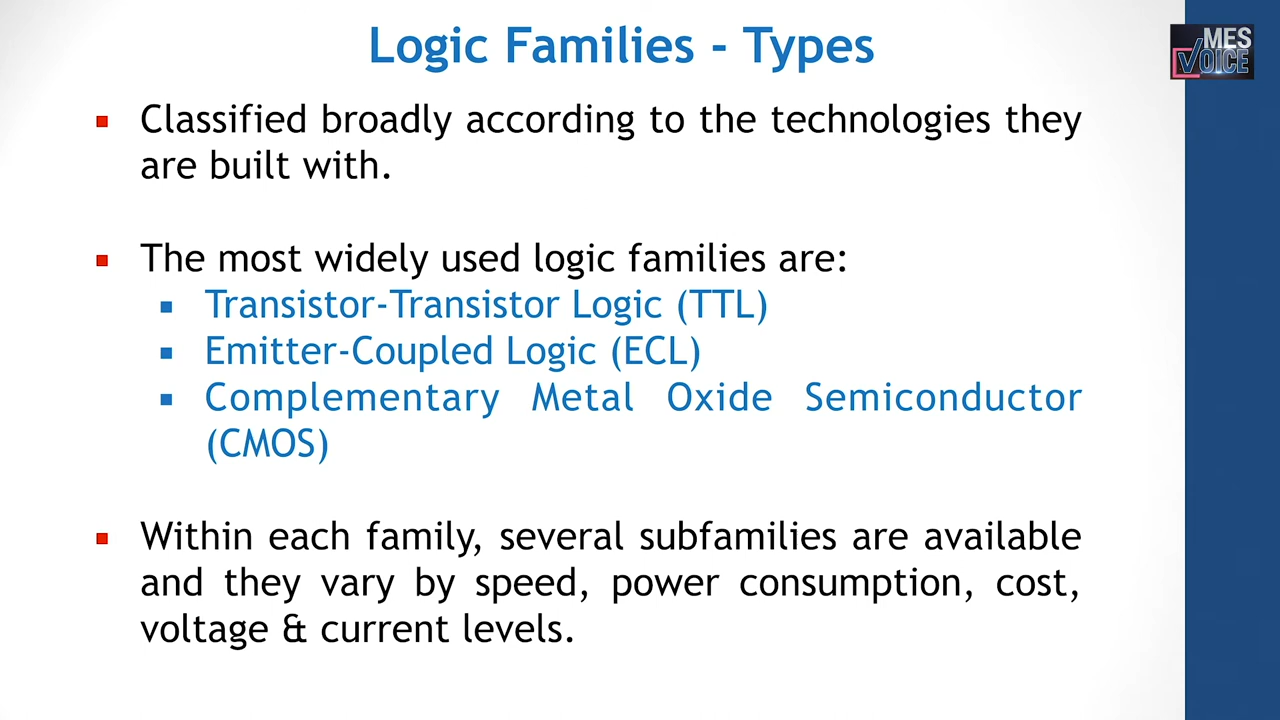 Logic Families - Types
MES
VOICE
Classified broadly according to the technologies they
are built with.
The most widely used logic families are:
Transistor-Transistor Logic (TTL)
Emitter-Coupled Logic (ECL)
Complementary Metal Oxide Semiconductor
(CMOS)
Within each family, several subfamilies are available
and they vary by speed, power consumption, cost,
voltage & current levels.